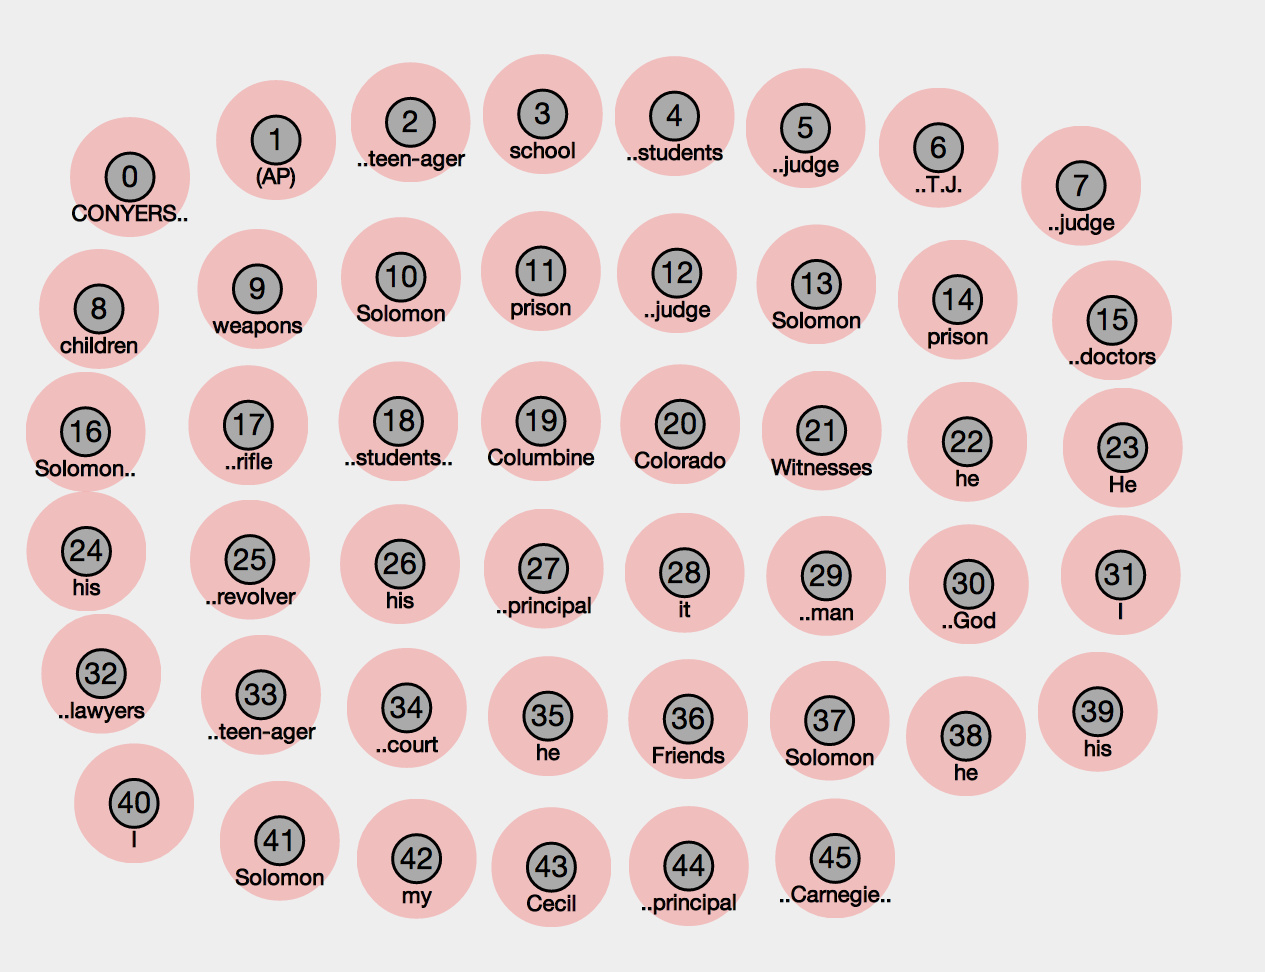 0
CONYERS..
1
(AP)
2
..teen-ager
3
school
4
..students
5
..judge
6
..T.J.
7
..judge
8
children
9
weapons
10
Solomon
11
prison
12
..judge
13
Solomon
14
prison
15
..doctors
16
Solomon..
17
..rifle
18
..students..
19
Columbine
20
Colorado
21
Witnesses
22
he
23
He
24
his
25
..revolver
26
his
27
..principal
28
it
29
..man
30
..God
31
I
32
..lawyers
33
..teen-ager
34
..court
35
he
36
Friends
37
Solomon
38
he
39
his
40
I
41
Solomon
42
my
43
Cecil
44
..principal
45
..Carnegie..